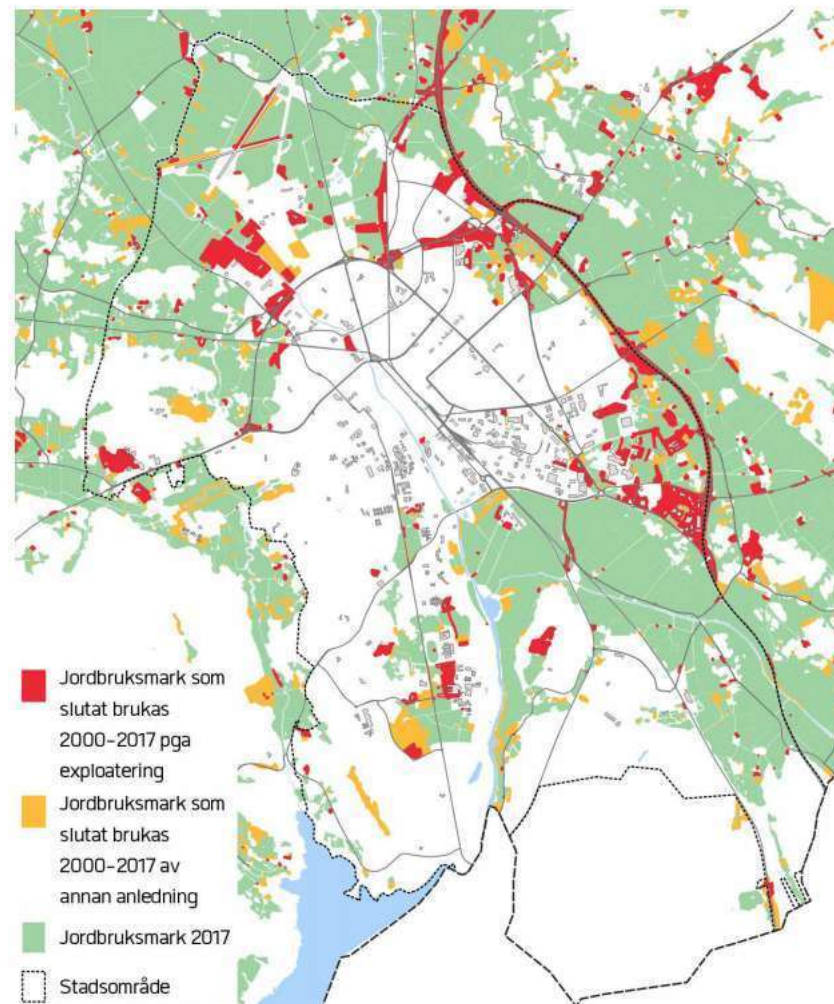 Jordbruksmark som
slutat brukas
2000–2017 pga
exploatering
Jordbruksmark som
slutat brukas
2000–2017 av
annan anledning
Jordbruksmark 2017
Stadsområde